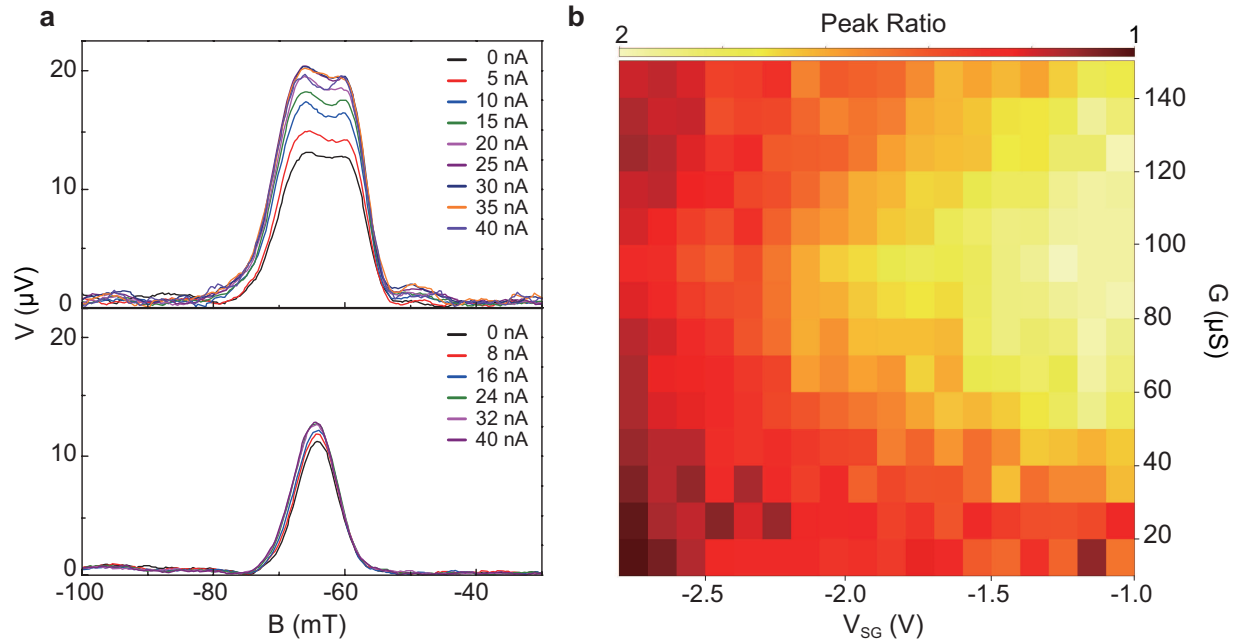 a
20
10
0
V (µV)
0 nA
5 nA
10 nA
15 nA
20 nA
25 nA
30 nA
35 nA
40 nA
20
10
0
0 nA
8 nA
16 nA
24 nA
32 nA
40 nA
-100
-80
-60
-40
B (mT)
b
Peak Ratio
2
1
140
120
100
80
60
40
20
G (µS)
-2.5
-2.0
-1.5
-1.0
VSG (V)